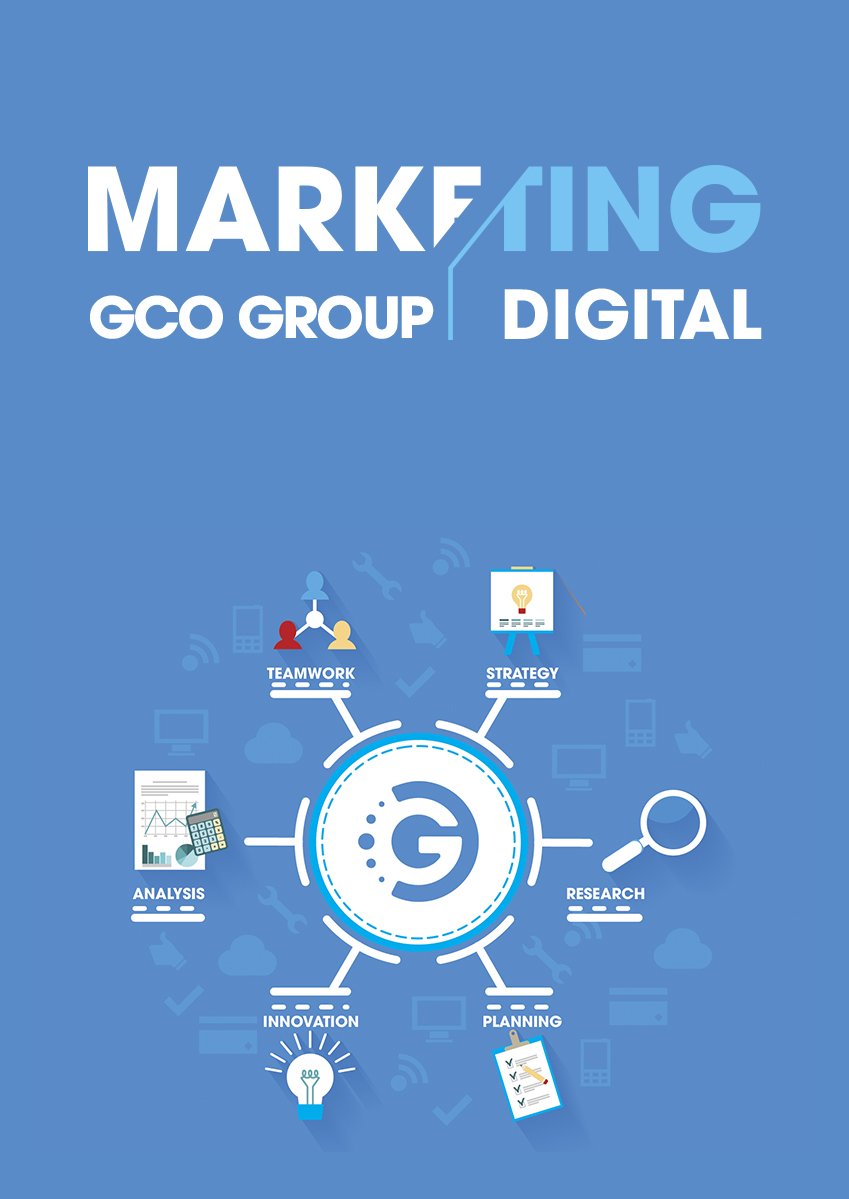 MARKETING
GCO GROUP DIGITAL
TEAMWORK STRATEGY
G
ANALYSIS RESEARCH
INNOVATION PLANNING